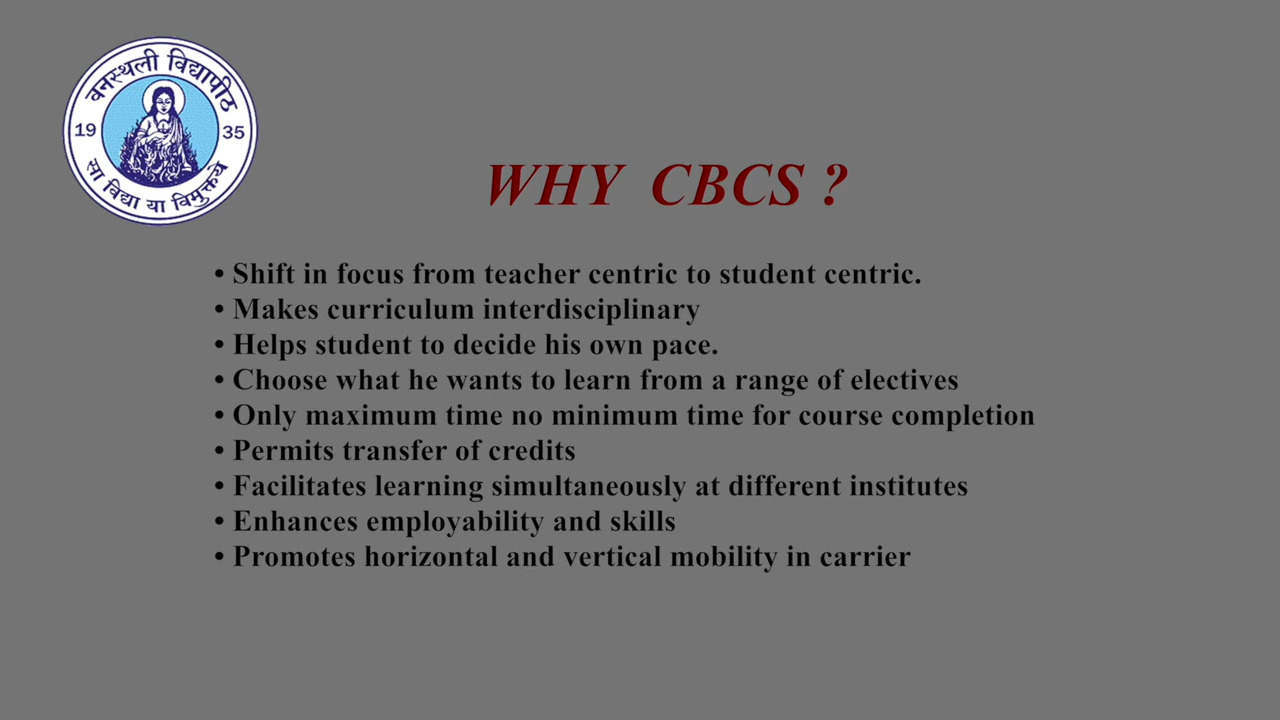 वनस्थली विद्यापीठ
19 35
सा विद्या या विमुक्तये
WHY CBCS ?
• Shift in focus from teacher centric to student centric.
• Makes curriculum interdisciplinary
• Helps student to decide his own pace.
• Choose what he wants to learn from a range of electives
• Only maximum time no minimum time for course completion
• Permits transfer of credits
• Facilitates learning simultaneously at different institutes
• Enhances employability and skills
• Promotes horizontal and vertical mobility in carrier